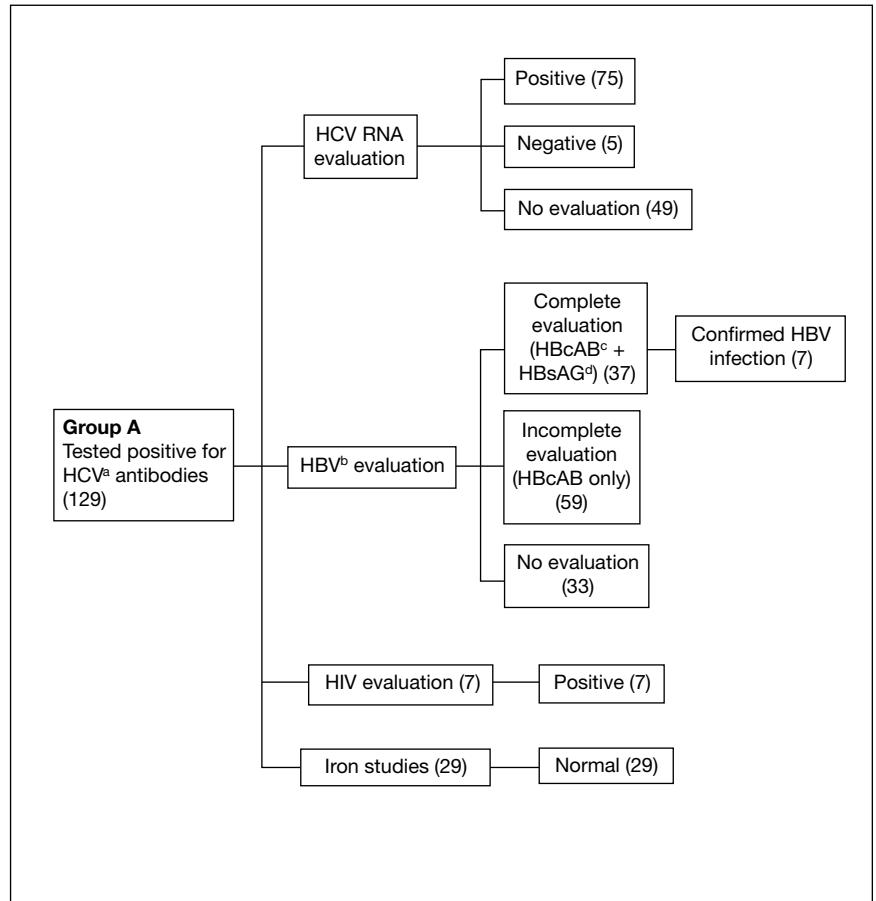 Positive (75)
HCV RNA
evaluation
Negative (5)
No evaluation (49)
Complete
evaluation
(HBcABᶜ +
HBsAGᵈ) (37)
Confirmed HBV
infection (7)
Group A
Tested positive for
HCVᵃ antibodies
(129)
HBVᵇ evaluation
Incomplete
evaluation
(HBcAB only)
(59)
No evaluation
(33)
HIV evaluation (7)
Positive (7)
Iron studies (29)
Normal (29)